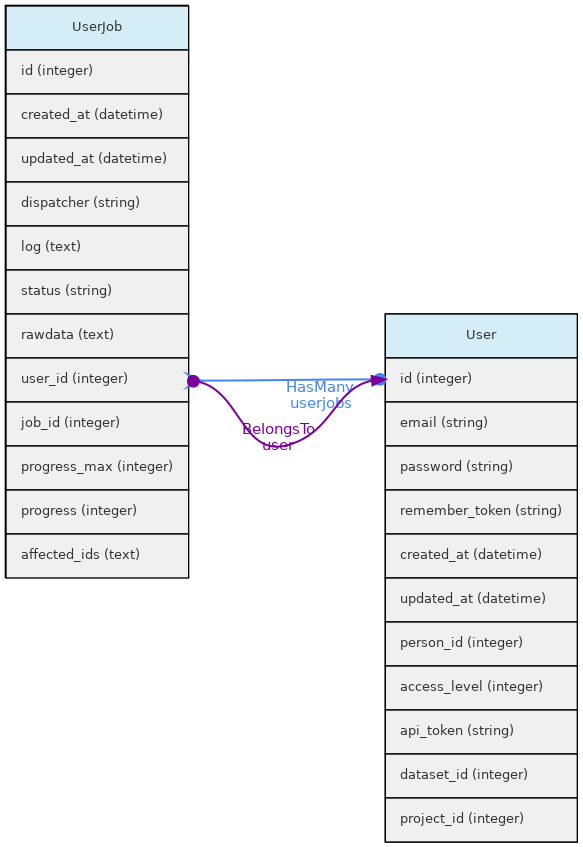 UserJob
id (integer)
created_at (datetime)
updated_at (datetime)
dispatcher (string)
log (text)
status (string)
rawdata (text)
user_id (integer)
job_id (integer)
progress_max (integer)
progress (integer)
affected_ids (text)
HasMany
userjobs
BelongsTo
user
User
id (integer)
email (string)
password (string)
remember_token (string)
created_at (datetime)
updated_at (datetime)
person_id (integer)
access_level (integer)
api_token (string)
dataset_id (integer)
project_id (integer)